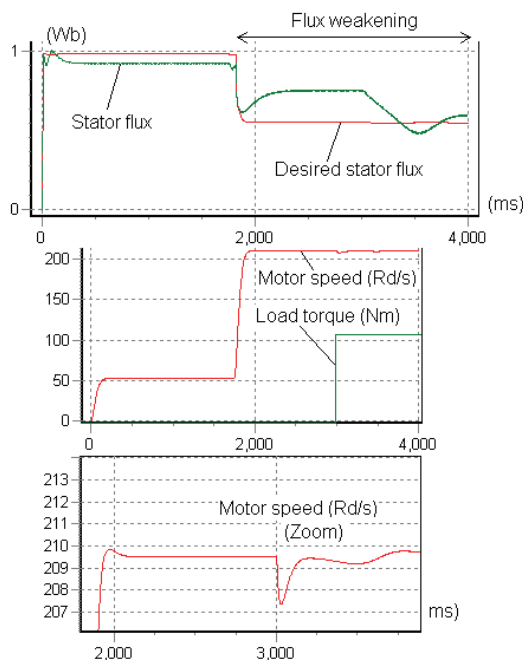 Flux weakening
(Wb)
1
Stator flux
Desired stator flux
0
(ms)
0
2,000
4,000
200
Motor speed (Rd/s)
150
Load torque (Nm)
100
50
0
0
2,000
4,000
213
212
Motor speed (Rd/s)
211
(Zoom)
210
209
208
207
ms)
2,000
3,000